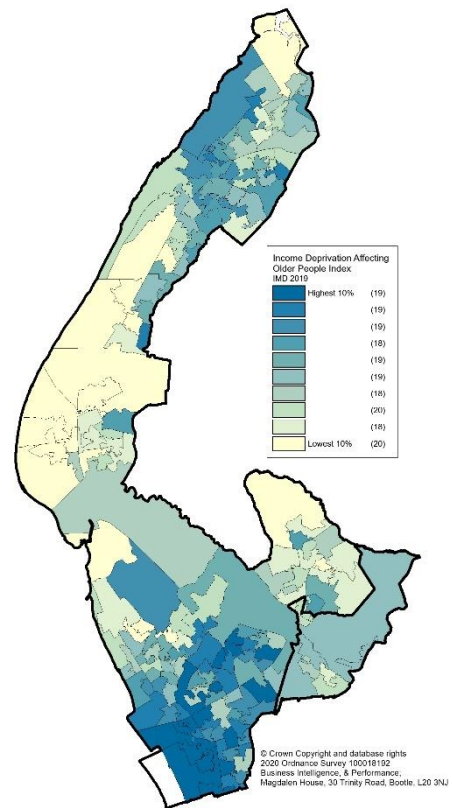 Income Deprivation Affecting
Older People Index
IMD 2019
Highest 10% (19)
(19)
(19)
(18)
(19)
(19)
(18)
(20)
(18)
Lowest 10% (20)
© Crown Copyright and database rights
2020 Ordnance Survey 100018192
Business Intelligence, & Performance,
Magdalen House, 30 Trinity Road, Bootle. L20 3NJ